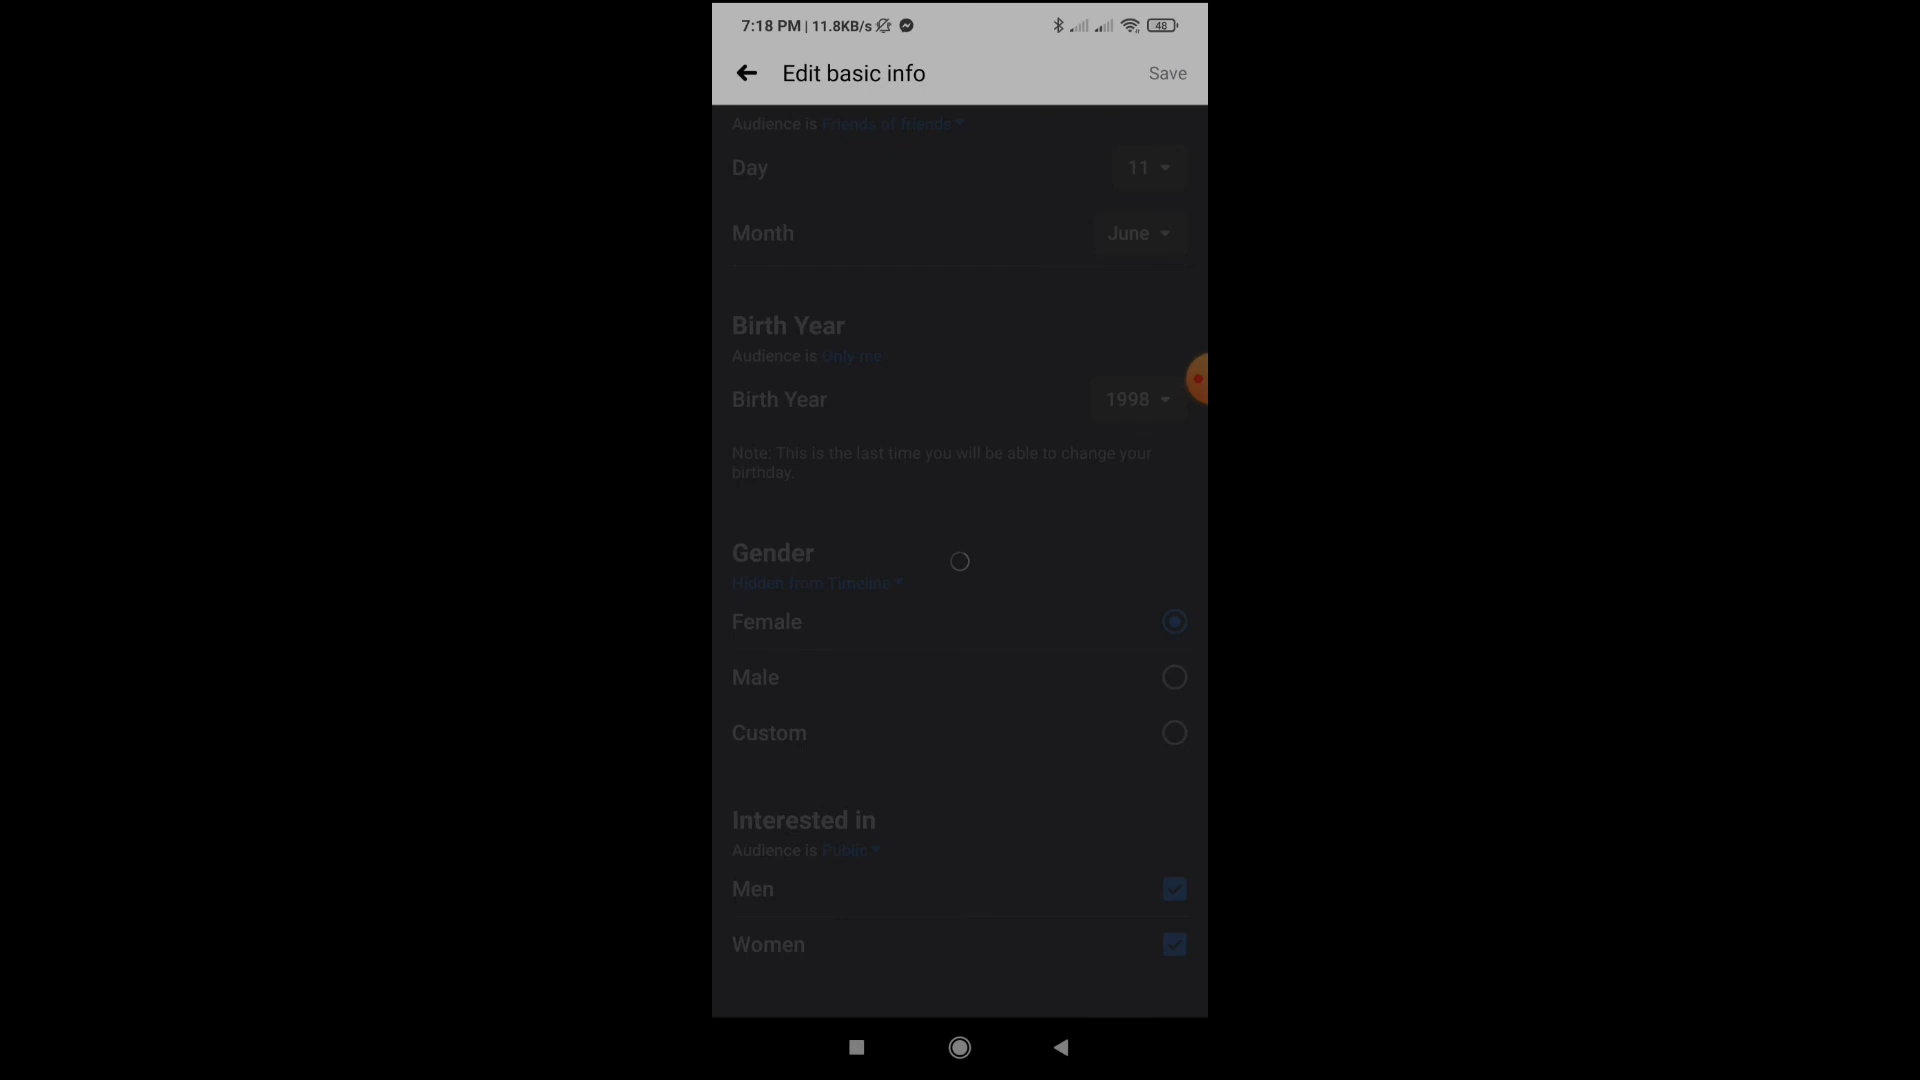 7:18 PM | 11.8KB/s 48
Edit basic info Save
Audience is Friends of friends
Day 11
Month June
Birth Year
Audience is Only me
Birth Year 1998
Note: This is the last time you will be able to change your
birthday.
Gender
Hidden from Timeline
Female
Male
Custom
Interested in
Audience is Public
Men
Women